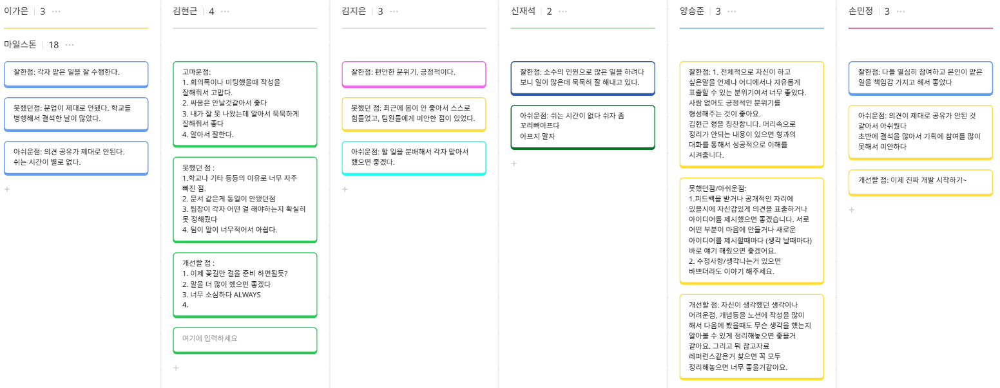 이가은 3 ···
김현근 4 ···
김지은 3 ···
신재석 2 ···
양승준 3 ···
손민정 3 ···
마일스톤 18 ···
잘한점: 각자 맡은 일을 잘 수행한다.
못했던점: 분업이 제대로 안됐다. 학교를
병행해서 결석한 날이 많았다.
아쉬운점: 의견 공유가 제대로 안된다.
쉬는 시간이 별로 없다.
+
고마운점:
1. 회의록이나 미팅했을때 작성을
잘해줘서 고맙다.
2. 싸움은 안날것같아서 좋다
3. 내가 잘 못 나왔는데 알아서 묵묵하게
잘해줘서 좋다
4. 알아서 잘한다.
못했던 점 :
1.학교나 기타 등등의 이유로 너무 자주
빠진 점.
2. 문서 같은게 통일이 안됐던점
3. 팀장이 각자 어떤 걸 해야하는지 확실히
못 정해줬다
4. 팀이 말이 너무적어서 아쉽다.
개선할 점 :
1. 이제 꽃길만 걸을 준비 하면될듯?
2. 말을 더 많이 했으면 좋겠다
3. 너무 소심하다 ALWAYS
4.
여기에 입력하세요
+
잘한점: 편안한 분위기, 긍정적이다.
못했던 점: 최근에 몸이 안 좋아서 스스로
힘들었고, 팀원들에게 미안한 점이 있었다.
아쉬운점: 할 일을 분배해서 각자 맡아서
했으면 좋겠다.
+
잘한점: 소수의 인원으로 많은 일을 하려다
보니 일이 많은데 묵묵히 잘 해내고 있다.
아쉬운점: 쉬는 시간이 없다 쉬자 좀
꼬리뼈아프다
아프지 말자
+
잘한점: 1. 전체적으로 자신이 하고
싶은말을 언제나 어디에서나 자유롭게
표출할 수 있는 분위기여서 너무 좋았다.
사람 없어도 긍정적인 분위기를
형성해주는 것이 좋아요.
김현근 형을 칭찬합니다. 머리속으로
정리가 안되는 내용이 있으면 형과의
대화를 통해서 성공적으로 이해를
시켜줍니다.
못했던점/아쉬운점:
1.피드백을 받거나 공개적인 자리에
있을시에 자신감있게 의견을 표출하거나
아이디어를 제시했으면 좋겠습니다. 서로
어떤 부분이 마음에 안들거나 새로운
아이디어를 제시할때마다 (생각 날때마다)
바로 얘기 해줬으면 좋겠어요.
2. 수정사항/생각나는거 있으면
바쁘더라도 이야기 해주세요.
개선할 점: 자신이 생각했던 생각이나
어려운점, 개념등을 노션에 작성을 많이
해서 다음에 봤을때도 무슨 생각을 했는지
알아볼 수 있게 정리해놓으면 좋을거
같아요. 그리고 뭐 참고자료
레퍼런스같은거 찾으면 꼭 모두
정리해놓으면 너무 좋을거같아요.
잘한점: 다들 열심히 참여하고 본인이 맡은
일을 책임감 가지고 해서 좋았다
아쉬운점: 의견이 제대로 공유가 안된 것
같아서 아쉬웠다
초반에 결석을 많아서 기획에 참여를 많이
못해서 미안하다
개선할 점: 이제 진짜 개발 시작하기~
+